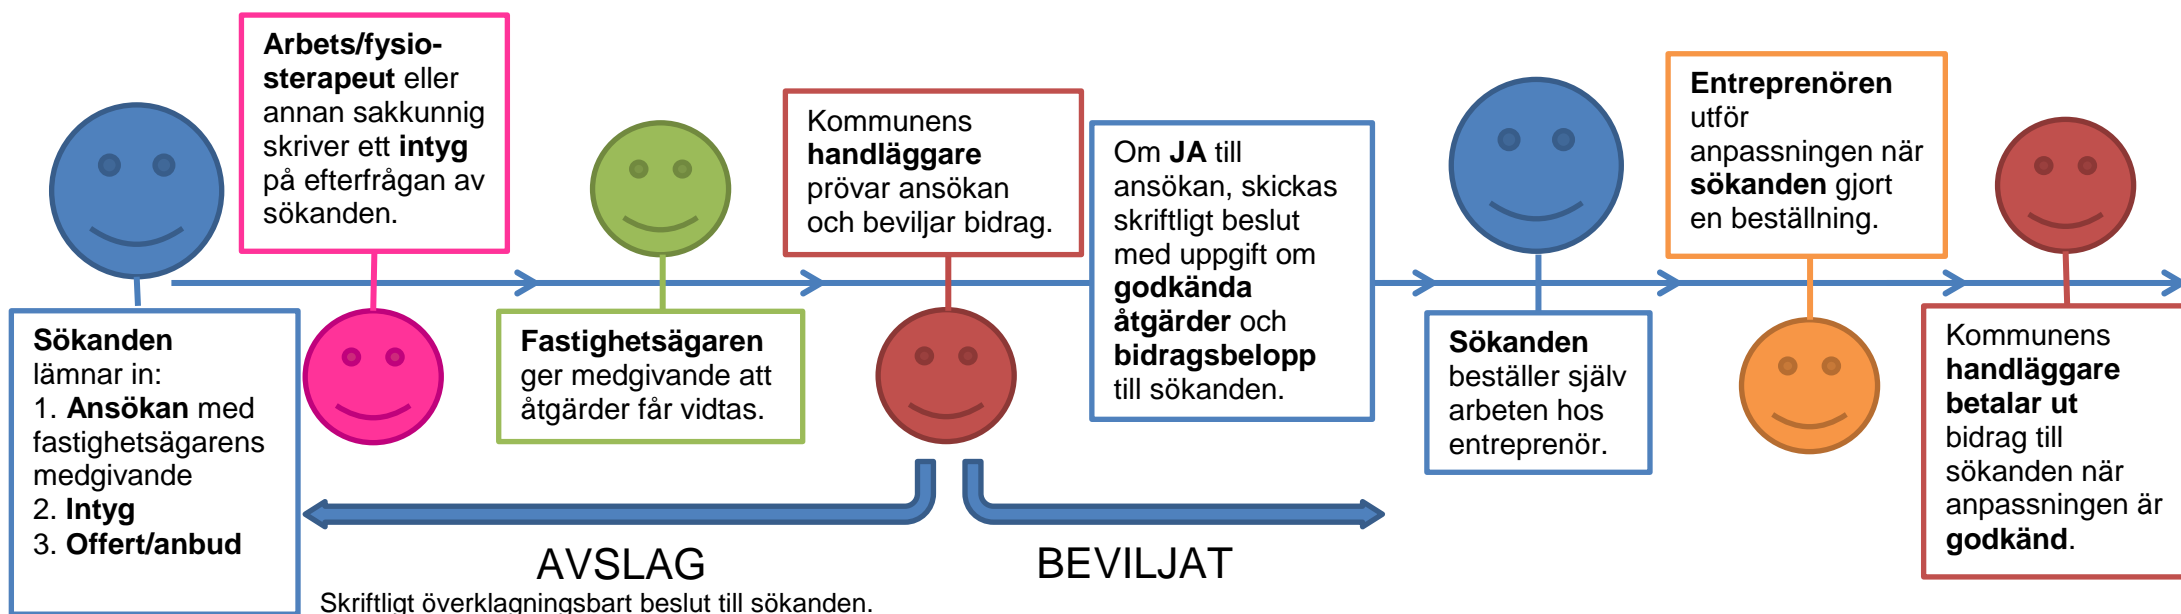 Sökanden
lämnar in:
1. Ansökan med
fastighetsägarens
medgivande
2. Intyg
3. Offert/anbud
Arbets/fysio-
sterapeut eller
annan sakkunnig
skriver ett intyg
på efterfrågan av
sökanden.
Fastighetsägaren
ger medgivande att
åtgärder får vidtas.
Kommunens
handläggare
prövar ansökan
och beviljar bidrag.
Om JA till
ansökan, skickas
skriftligt beslut
med uppgift om
godkända
åtgärder och
bidragsbelopp
till sökanden.
Sökanden
beställer själv
arbeten hos
entreprenör.
Entreprenören
utför
anpassningen när
sökanden gjort
en beställning.
Kommunens
handläggare
betalar ut
bidrag till
sökanden när
anpassningen är
godkänd.
AVSLAG
Skriftligt överklagningsbart beslut till sökanden.
BEVILJAT